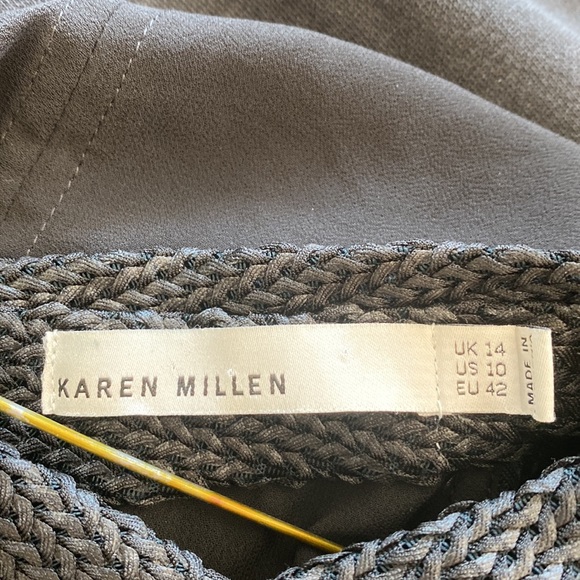 KAREN MILLEN
UK 14
US 10
EU 42
MADE IN